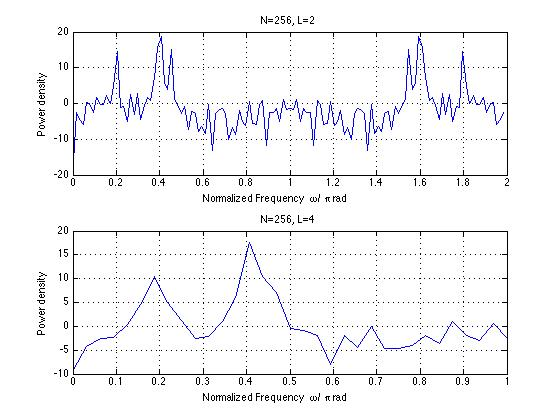 N=256, L=2
20
10
0
-10
-20
Power density
0 0.2 0.4 0.6 0.8 1 1.2 1.4 1.6 1.8 2
Normalized Frequency ω/ π rad
N=256, L=4
20
15
10
5
0
-5
-10
Power density
0 0.1 0.2 0.3 0.4 0.5 0.6 0.7 0.8 0.9 1
Normalized Frequency ω/ π rad